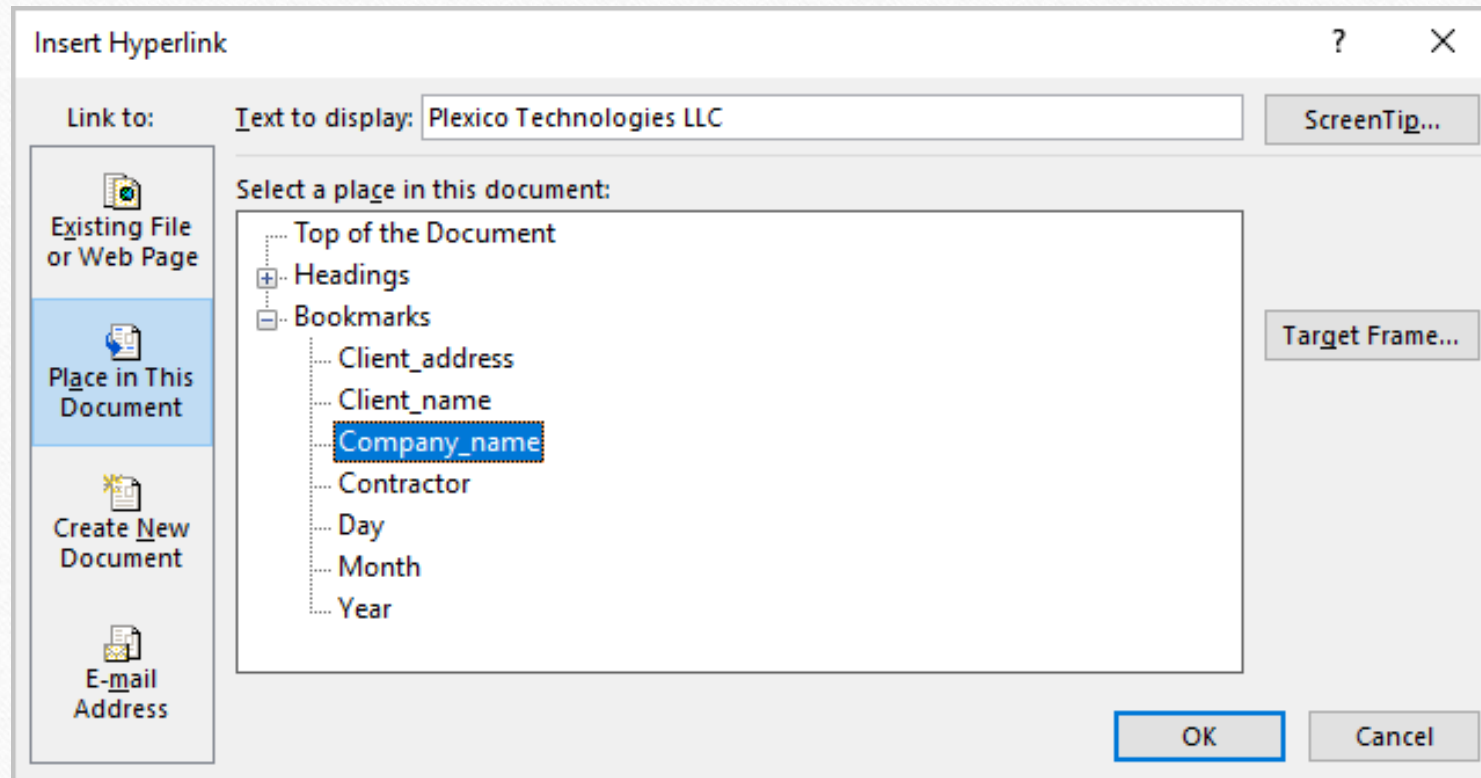 Insert Hyperlink
?
Link to:
Text to display:
Plexico Technologies LLC
ScreenTip...
Existing File
or Web Page
Place in This
Document
Create New
Document
E-mail
Address
Select a place in this document:
Top of the Document
Headings
Bookmarks
Client_address
Client_name
Company_name
Contractor
Day
Month
Year
Target Frame...
OK
Cancel